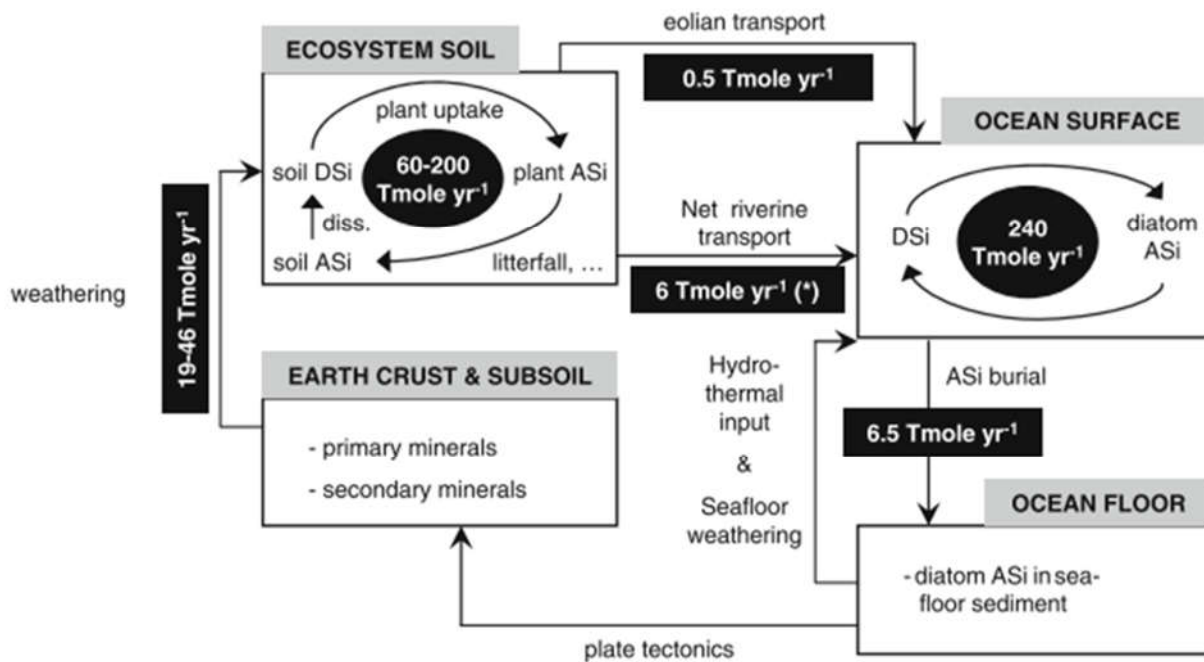 eolian transport
ECOSYSTEM SOIL
0.5 Tmole yr⁻¹
plant uptake
OCEAN SURFACE
soil DSi
60-200
Tmole yr⁻¹
plant ASi
diss.
soil ASi
litterfall, ...
Net riverine
transport
6 Tmole yr⁻¹ (*)
DSi
240
Tmole yr⁻¹
diatom
ASi
weathering
19-46 Tmole yr⁻¹
EARTH CRUST & SUBSOIL
- primary minerals
- secondary minerals
Hydro-
thermal
input
&
Seafloor
weathering
ASi burial
6.5 Tmole yr⁻¹
OCEAN FLOOR
- diatom ASi in sea-
floor sediment
plate tectonics